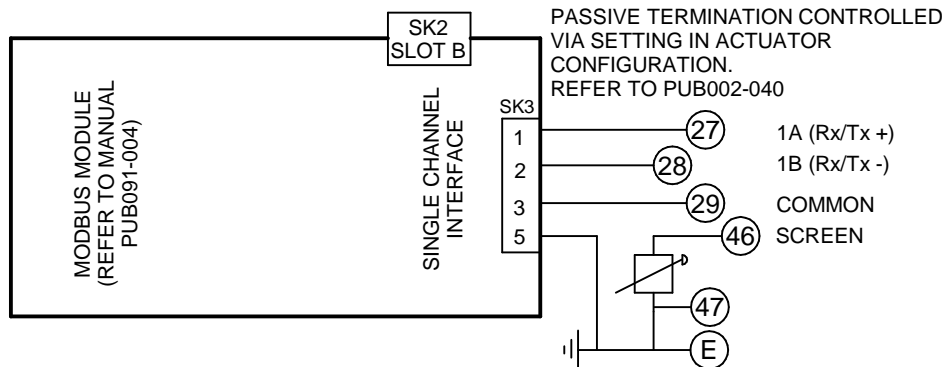 PASSIVE TERMINATION CONTROLLED
VIA SETTING IN ACTUATOR
CONFIGURATION.
REFER TO PUB002-040
SK2
SLOT B
MODBUS MODULE
(REFER TO MANUAL
PUB091-004)
SINGLE CHANNEL
INTERFACE
SK3
1
27
1A (Rx/Tx +)
2
28
1B (Rx/Tx -)
3
29
COMMON
5
46
SCREEN
47
E